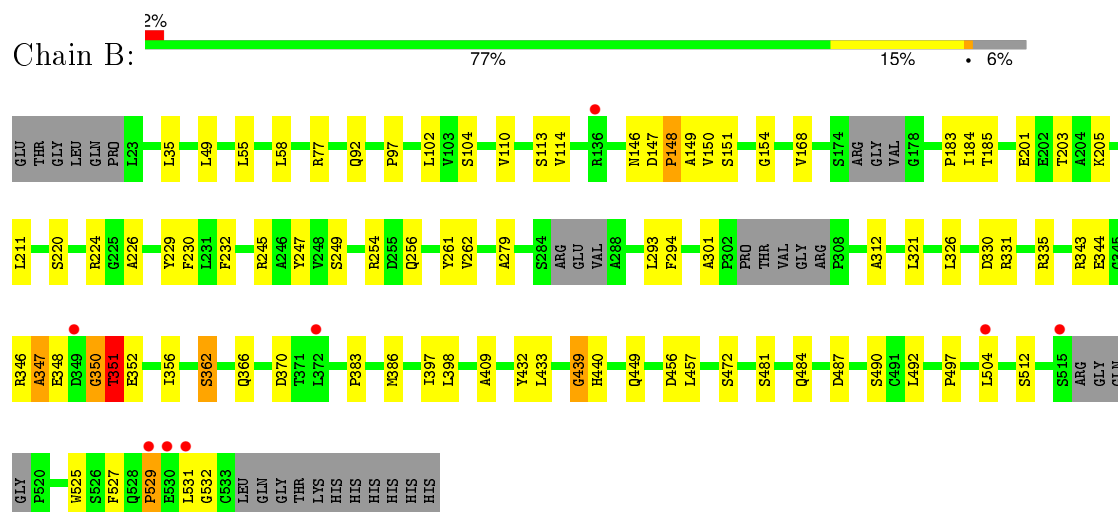 2%
Chain B:
77% 15% • 6%
GLU THR GLY LEU GLN PRO L23 L35 L49 L55 L58 R77 Q92 P97 L102 V103 S104 V110 S113 V114 R136 N146 D147 P148 A149 V150 S151 G154 V168 S174 ARG GLY VAL G178 P183 I184 T185 E201 E202 T203 A204 K205
L211 S220 R224 G225 A226 Y229 F230 L231 F232 R245 A246 Y247 V248 S249 R254 D255 Q256 Y261 V262 A279 S284 ARG GLU VAL A288 L293 F294 A301 P302 PRO THR VAL GLY ARG P308 A312 L321 L326 D330 R331 R335 R343 E344 C345
R346 A347 E348 D349 G350 T351 E352 I356 S362 Q366 D370 T371 L372 P383 M386 I397 L398 A409 Y432 L433 G439 H440 Q449 D456 L457 S472 S481 Q484 D487 S490 C491 L492 P497 L504 S512 S515 ARG GLY GLN
GLY P520 W525 S526 F527 Q528 P529 E530 L531 G532 C533 LEU GLN GLY THR LYS HIS HIS HIS HIS HIS HIS